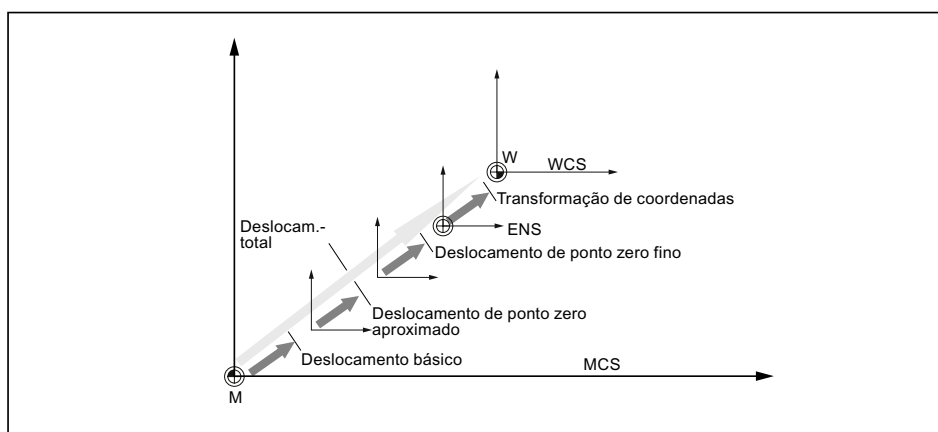 W
WCS
Transformação de coordenadas
Deslocam.-
total
ENS
Deslocamento de ponto zero fino
Deslocamento de ponto zero
aproximado
Deslocamento básico
MCS
M